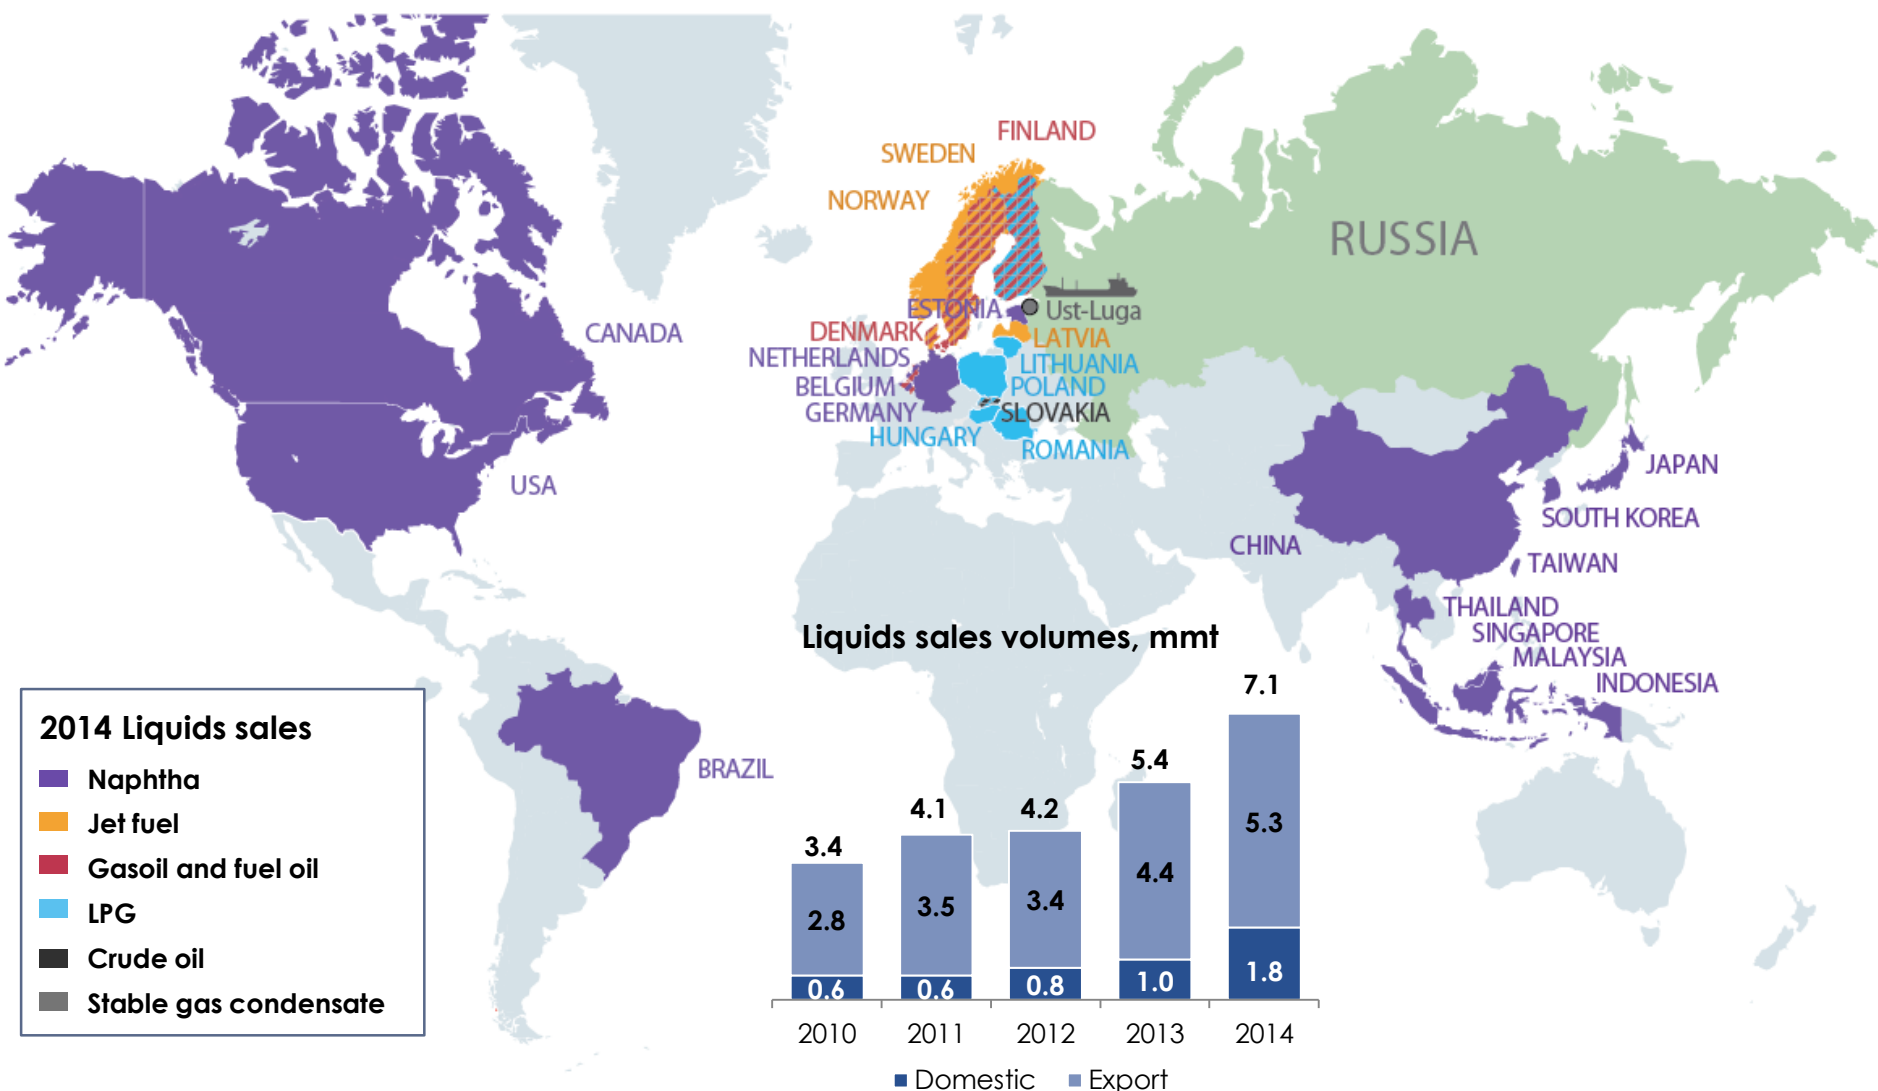 FINLAND
SWEDEN
NORWAY
RUSSIA
ESTONIA
Ust-Luga
CANADA
DENMARK
LATVIA
NETHERLANDS
LITHUANIA
BELGIUM
POLAND
GERMANY
SLOVAKIA
HUNGARY
ROMANIA
USA
JAPAN
SOUTH KOREA
CHINA
TAIWAN
THAILAND
SINGAPORE
MALAYSIA
INDONESIA
BRAZIL
2014 Liquids sales
Naphtha
Jet fuel
Gasoil and fuel oil
LPG
Crude oil
Stable gas condensate
Liquids sales volumes, mmt
3.4 4.1 4.2 5.4 7.1
2.8 3.5 3.4 4.4 5.3
0.6 0.6 0.8 1.0 1.8
2010 2011 2012 2013 2014
Domestic Export